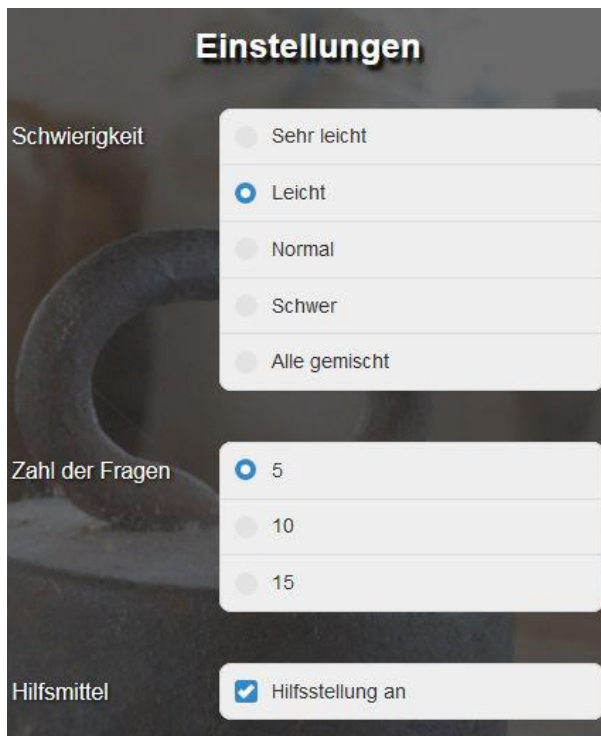 Einstellungen
Schwierigkeit
Sehr leicht
Leicht
Normal
Schwer
Alle gemischt
Zahl der Fragen
5
10
15
Hilfsmittel
Hilfsstellung an